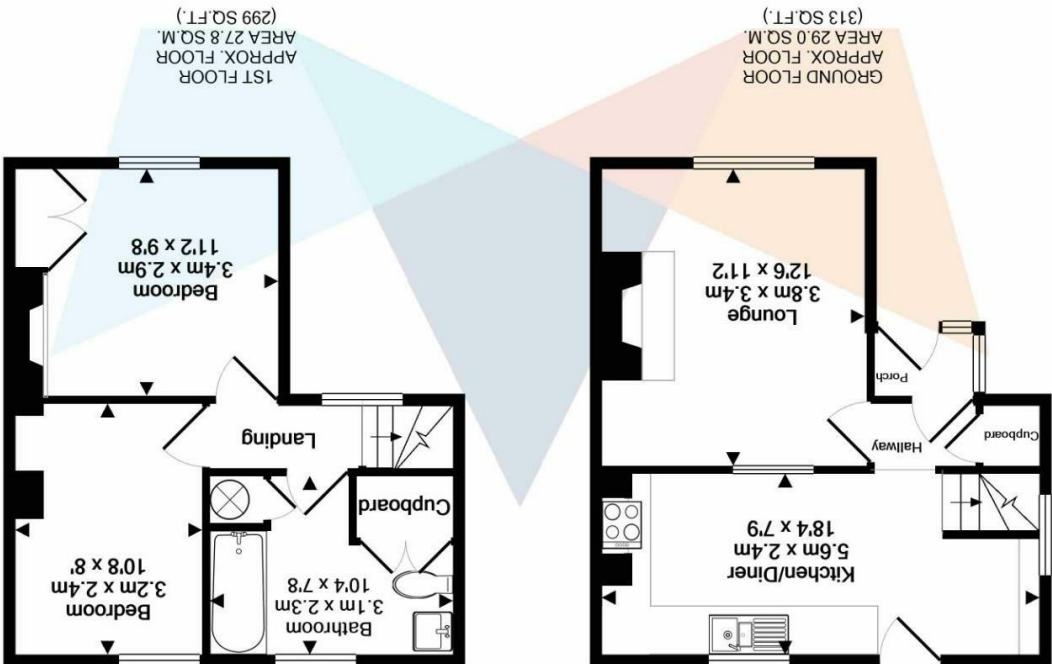 GROUND FLOOR
APPROX. FLOOR
AREA 29.0 SQ.M.
(313 SQ.FT.)
1ST FLOOR
APPROX. FLOOR
AREA 27.8 SQ.M.
(299 SQ.FT.)
Lounge
3.8m x 3.4m
12'6 x 11'2
Porch
Hallway
Cupboard
Kitchen/Diner
5.6m x 2.4m
18'4 x 7'9
Bedroom
3.4m x 2.9m
11'2 x 9'8
Landing
Cupboard
Bathroom
3.1m x 2.3m
10'4 x 7'8
Bedroom
3.2m x 2.4m
10'8 x 8'